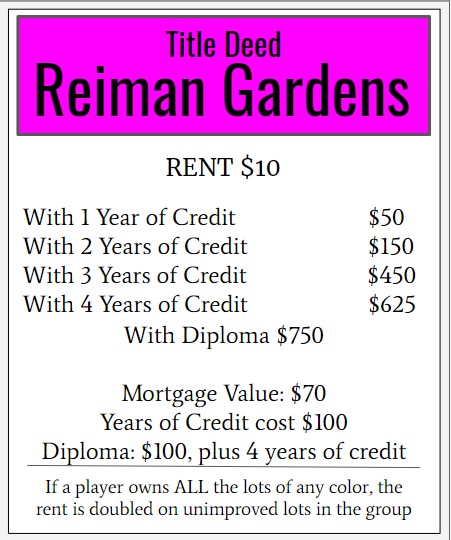 Title Deed
Reiman Gardens
RENT $10
With 1 Year of Credit $50
With 2 Years of Credit $150
With 3 Years of Credit $450
With 4 Years of Credit $625
With Diploma $750
Mortgage Value: $70
Years of Credit cost $100
Diploma: $100, plus 4 years of credit
If a player owns ALL the lots of any color, the
rent is doubled on unimproved lots in the group